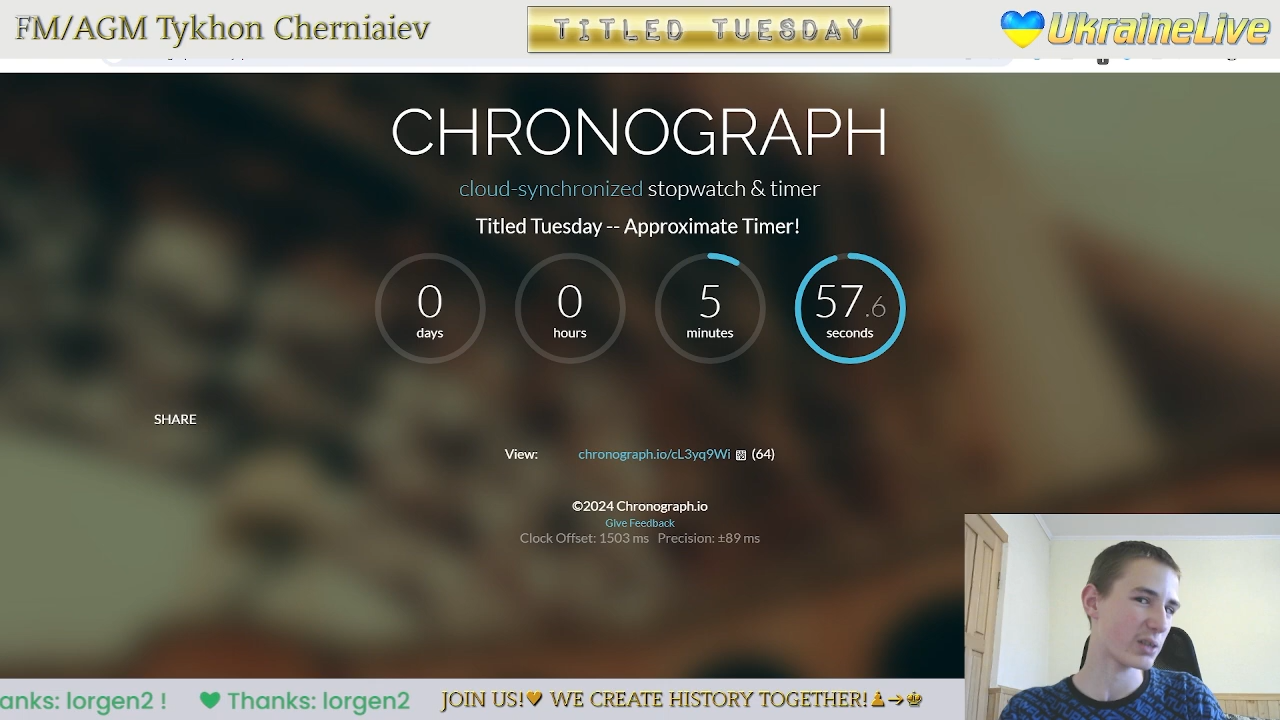 FM/AGM Tykhon Cherniaiev
TITLED TUESDAY
UkraineLive
CHRONOGRAPH
cloud-synchronized stopwatch & timer
Titled Tuesday -- Approximate Timer!
0 days
0 hours
5 minutes
57.6 seconds
SHARE
View: chronograph.io/cL3yq9Wi (64)
©2024 Chronograph.io
Give Feedback
Clock Offset: 1503 ms Precision: ±89 ms
anks: lorgen2 ! 💚 Thanks: lorgen2 JOIN US!🧡 WE CREATE HISTORY TOGETHER!♟→♚